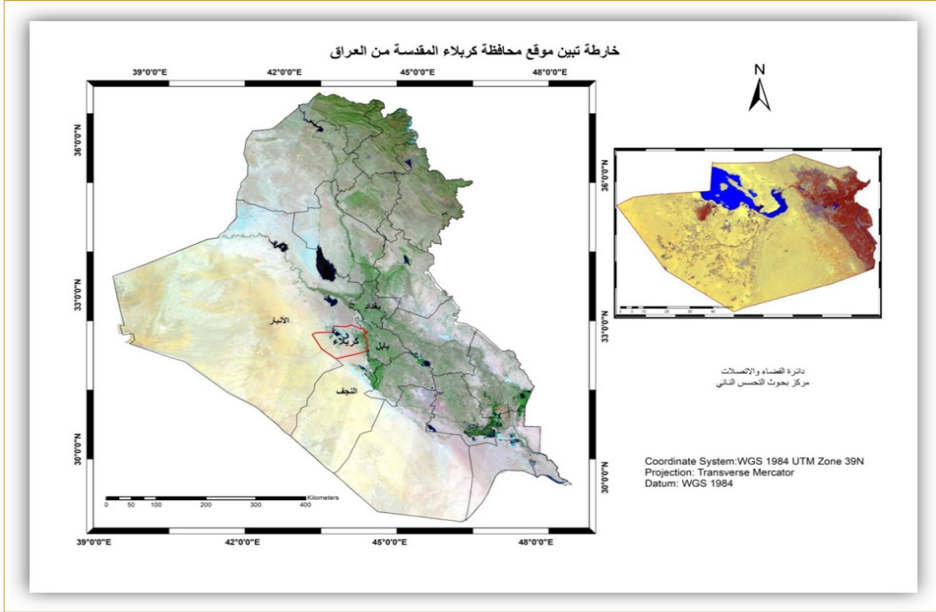 خارطة تبين موقع محافظة كربلاء المقدسة من العراق
39°0'0"E 42°0'0"E 45°0'0"E 48°0'0"E
N
36°0'0"N
36°0'0"N
33°0'0"N
33°0'0"N
بغداد
الأنبار
كربلاء
بابل
النجف
دائرة الفضاء والاتصلات
مركز بحوث التحسس النائي
30°0'0"N
30°0'0"N
Coordinate System:WGS 1984 UTM Zone 39N
Projection: Transverse Mercator
Datum: WGS 1984
Kilometers
0 50 100 200 300 400
39°0'0"E 42°0'0"E 45°0'0"E 48°0'0"E